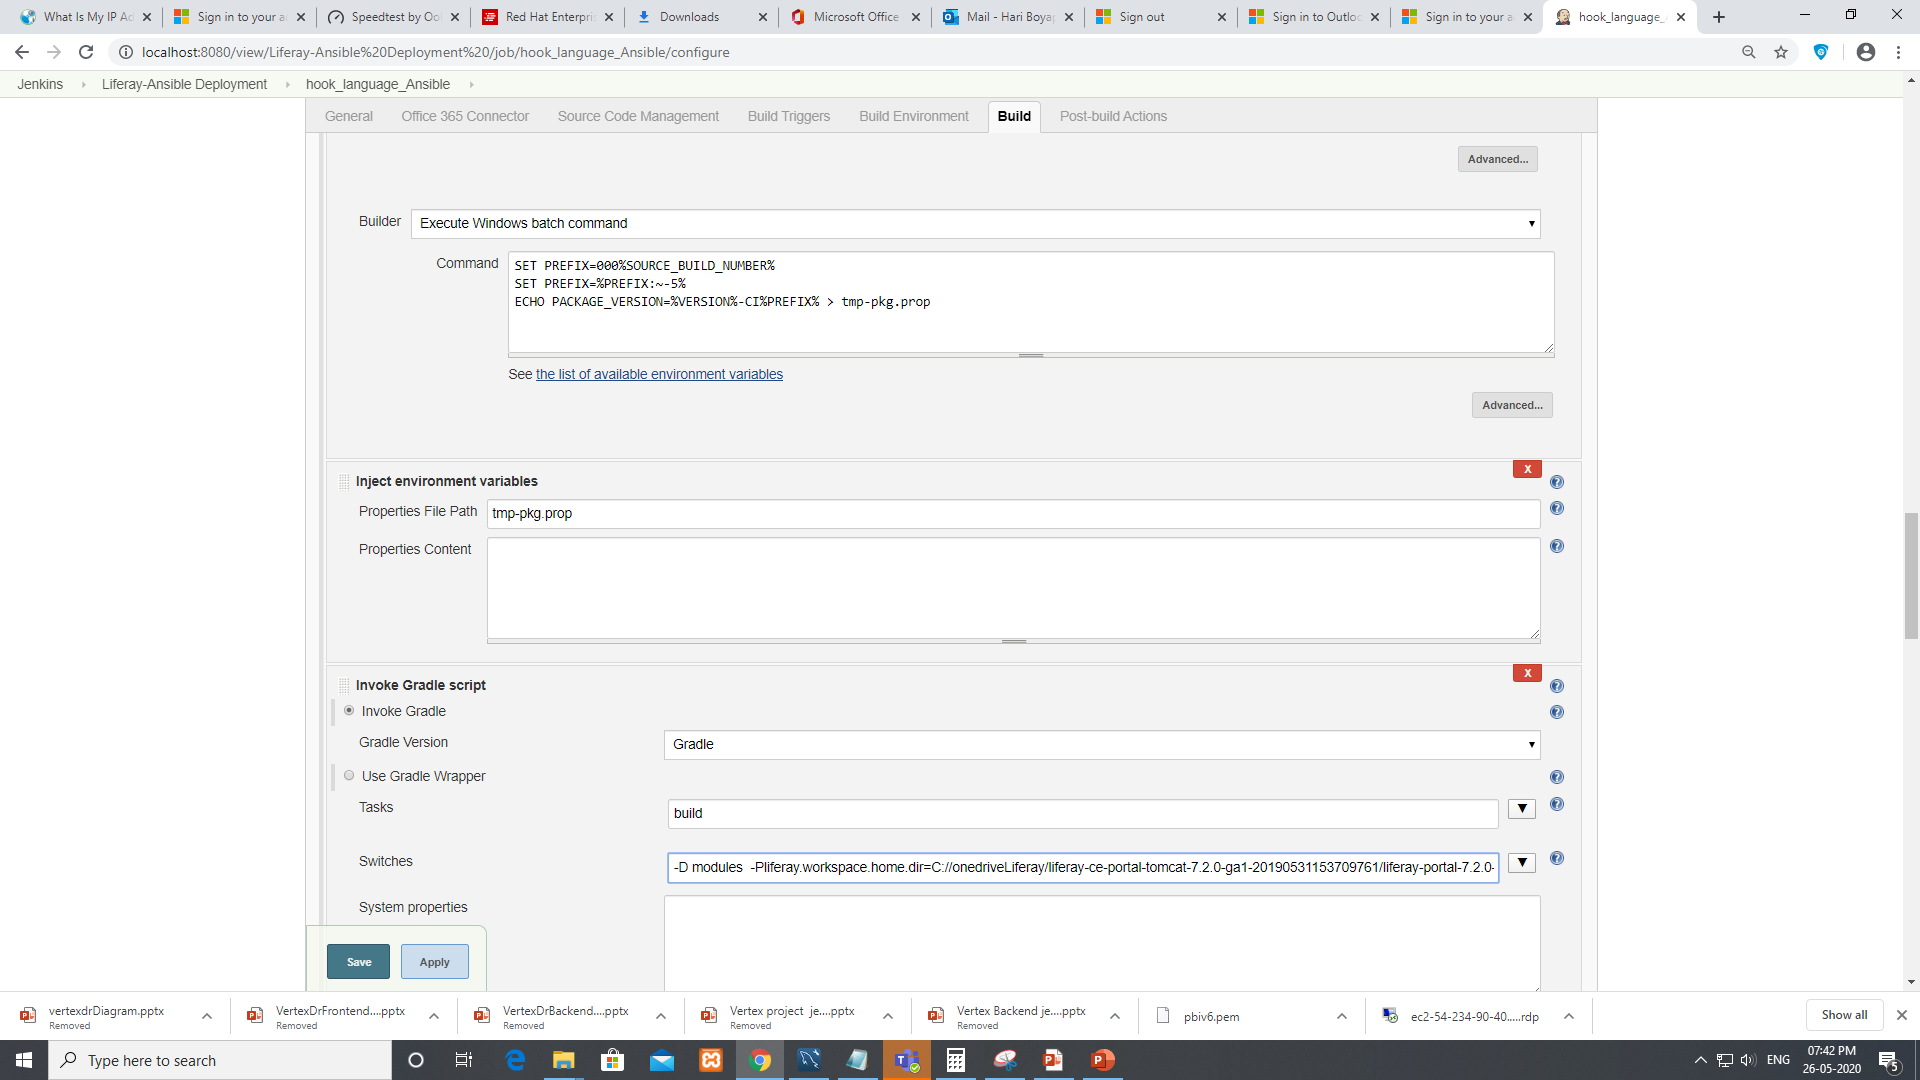 What Is My IP Ad
Sign in to your a
Speedtest by Oo
Red Hat Enterpri
Downloads
Microsoft Office
Mail - Hari Boya
Sign out
Sign in to Outloo
Sign in to your a
hook_language_
localhost:8080/view/Liferay-Ansible%20Deployment%20/job/hook_language_Ansible/configure
Jenkins
Liferay-Ansible Deployment
hook_language_Ansible
General
Office 365 Connector
Source Code Management
Build Triggers
Build Environment
Build
Post-build Actions
Advanced...
Builder
Execute Windows batch command
Command
SET PREFIX=000%SOURCE_BUILD_NUMBER%
SET PREFIX=%PREFIX:~-5%
ECHO PACKAGE_VERSION=%VERSION%-CI%PREFIX% > tmp-pkg.prop
See the list of available environment variables
Advanced...
X
Inject environment variables
Properties File Path
tmp-pkg.prop
Properties Content
X
Invoke Gradle script
Invoke Gradle
Gradle Version
Gradle
Use Gradle Wrapper
Tasks
build
Switches
-D modules  -Pliferay.workspace.home.dir=C://onedriveLiferay/liferay-ce-portal-tomcat-7.2.0-ga1-20190531153709761/liferay-portal-7.2.0-
System properties
Save
Apply
vertexdrDiagram.pptx
Removed
VertexDrFrontend....pptx
Removed
VertexDrBackend....pptx
Removed
Vertex project  je....pptx
Removed
Vertex Backend je....pptx
Removed
pbiv6.pem
ec2-54-234-90-40.....rdp
Show all
Type here to search
ENG
07:42 PM
26-05-2020
5